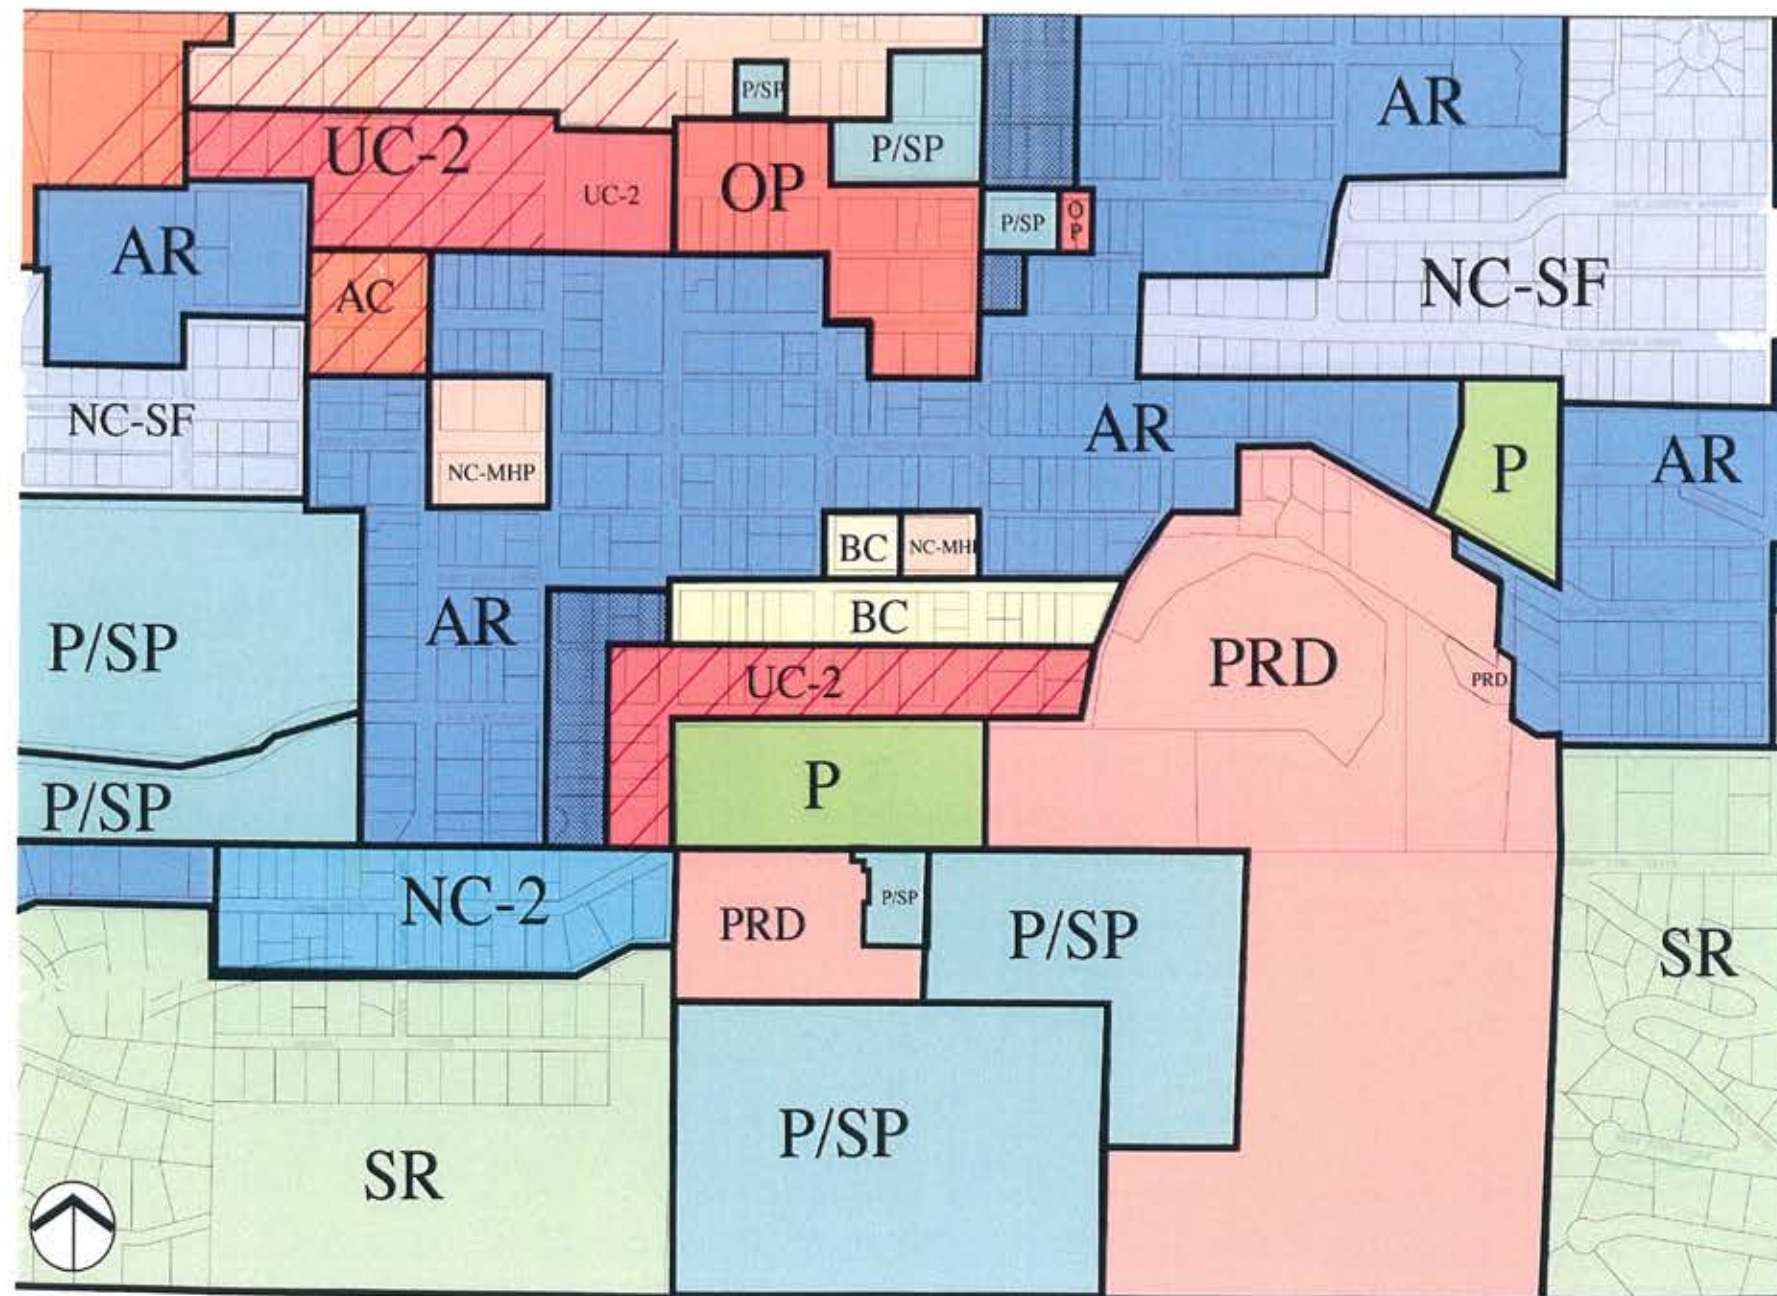 P/SP
AR
UC-2
P/SP
OP
UC-2
P/SP
O
P
AR
NC-SF
AC
NC-SF
AR
P
AR
NC-MHP
BC
NC-MH
AR
BC
P/SP
PRD
UC-2
PRD
P
P/SP
NC-2
P/SP
PRD
P/SP
SR
P/SP
SR